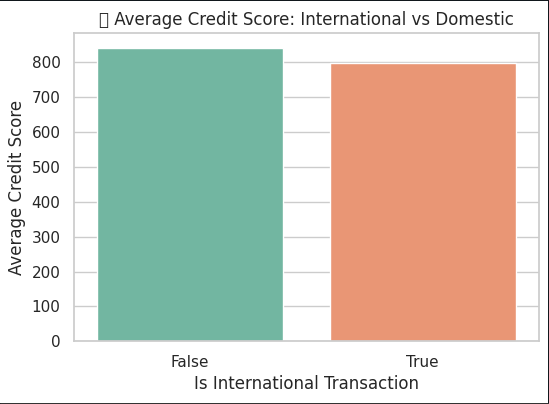 ▯ Average Credit Score: International vs Domestic
Average Credit Score
800
700
600
500
400
300
200
100
0
False
True
Is International Transaction